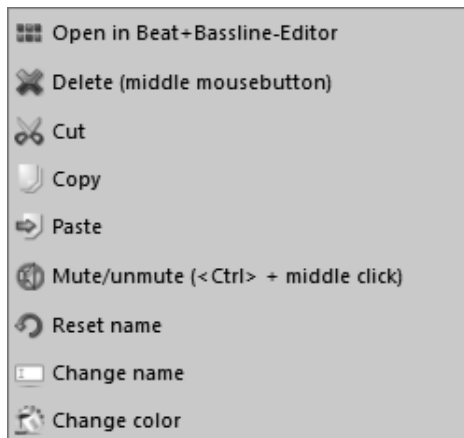 Open in Beat+Bassline-Editor
Delete (middle mousebutton)
Cut
Copy
Paste
Mute/unmute (<Ctrl> + middle click)
Reset name
Change name
Change color